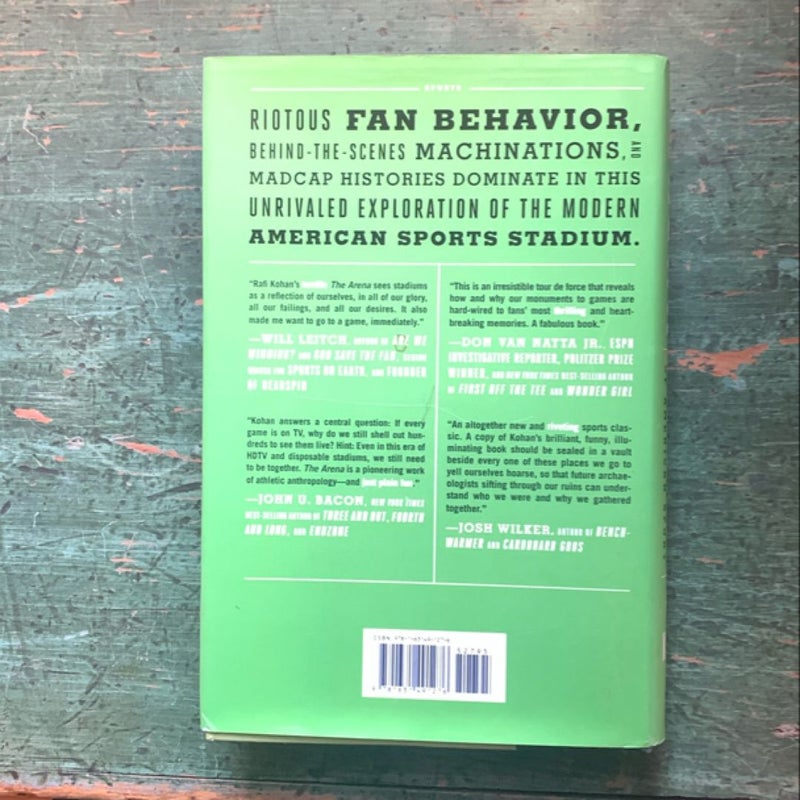 SPORTS
RIOTOUS FAN BEHAVIOR,
BEHIND-THE-SCENES MACHINATIONS, AND
MADCAP HISTORIES DOMINATE IN THIS
UNRIVALED EXPLORATION OF THE MODERN
AMERICAN SPORTS STADIUM.
"Rafi Kohan's The Arena sees stadiums
as a reflection of ourselves, in all of our glory,
all our failings, and all our desires. It also
made me want to go to a game, immediately."
—WILL LEITCH, AUTHOR OF ARE WE
WINNING? AND GOD SAVE THE FAN, SENIOR
WRITER FOR SPORTS ON EARTH, AND FOUNDER
OF DEADSPIN
"Kohan answers a central question: If every
game is on TV, why do we still shell out hun-
dreds to see them live? Hint: Even in this era of
HDTV and disposable stadiums, we still need
to be together. The Arena is a pioneering work
of athletic anthropology—and just plain fun."
—JOHN U. BACON, NEW YORK TIMES
BEST-SELLING AUTHOR OF THREE AND OUT, FOURTH
AND LONG, AND ENDZONE
"This is an irresistible tour de force that reveals
how and why our monuments to games are
hard-wired to fans' most thrilling and heart-
breaking memories. A fabulous book."
—DON VAN NATTA JR., ESPN
INVESTIGATIVE REPORTER, PULITZER PRIZE
WINNER, AND NEW YORK TIMES BEST-SELLING AUTHOR
OF FIRST OFF THE TEE AND WONDER GIRL
"An altogether new and riveting sports clas-
sic. A copy of Kohan's brilliant, funny, illu-
minating book should be sealed in a vault
beside every one of these places we go to
yell ourselves hoarse, so that future archae-
ologists sifting through our ruins can under-
stand who we were and why we gathered
together."
—JOSH WILKER, AUTHOR OF BENCH-
WARMER AND CARDBOARD GODS
52795